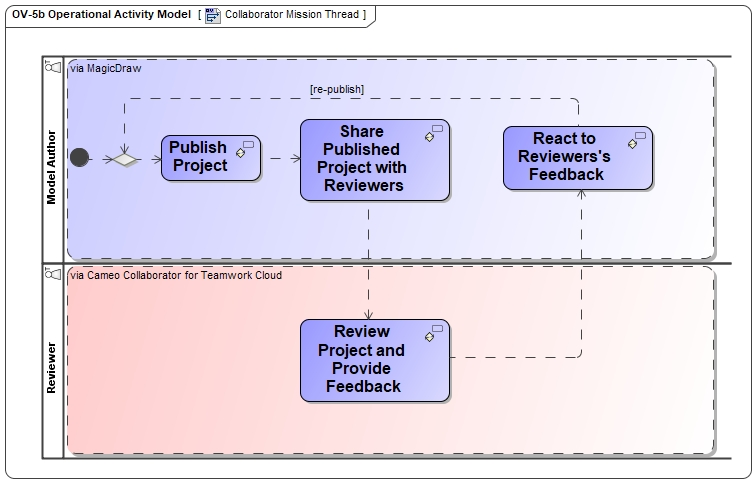 OV-5b Operational Activity Model [ Collaborator Mission Thread ]
via MagicDraw
[re-publish]
Model Author
Publish
Project
Share
Published
Project with
Reviewers
React to
Reviewers's
Feedback
via Cameo Collaborator for Teamwork Cloud
Reviewer
Review
Project and
Provide
Feedback